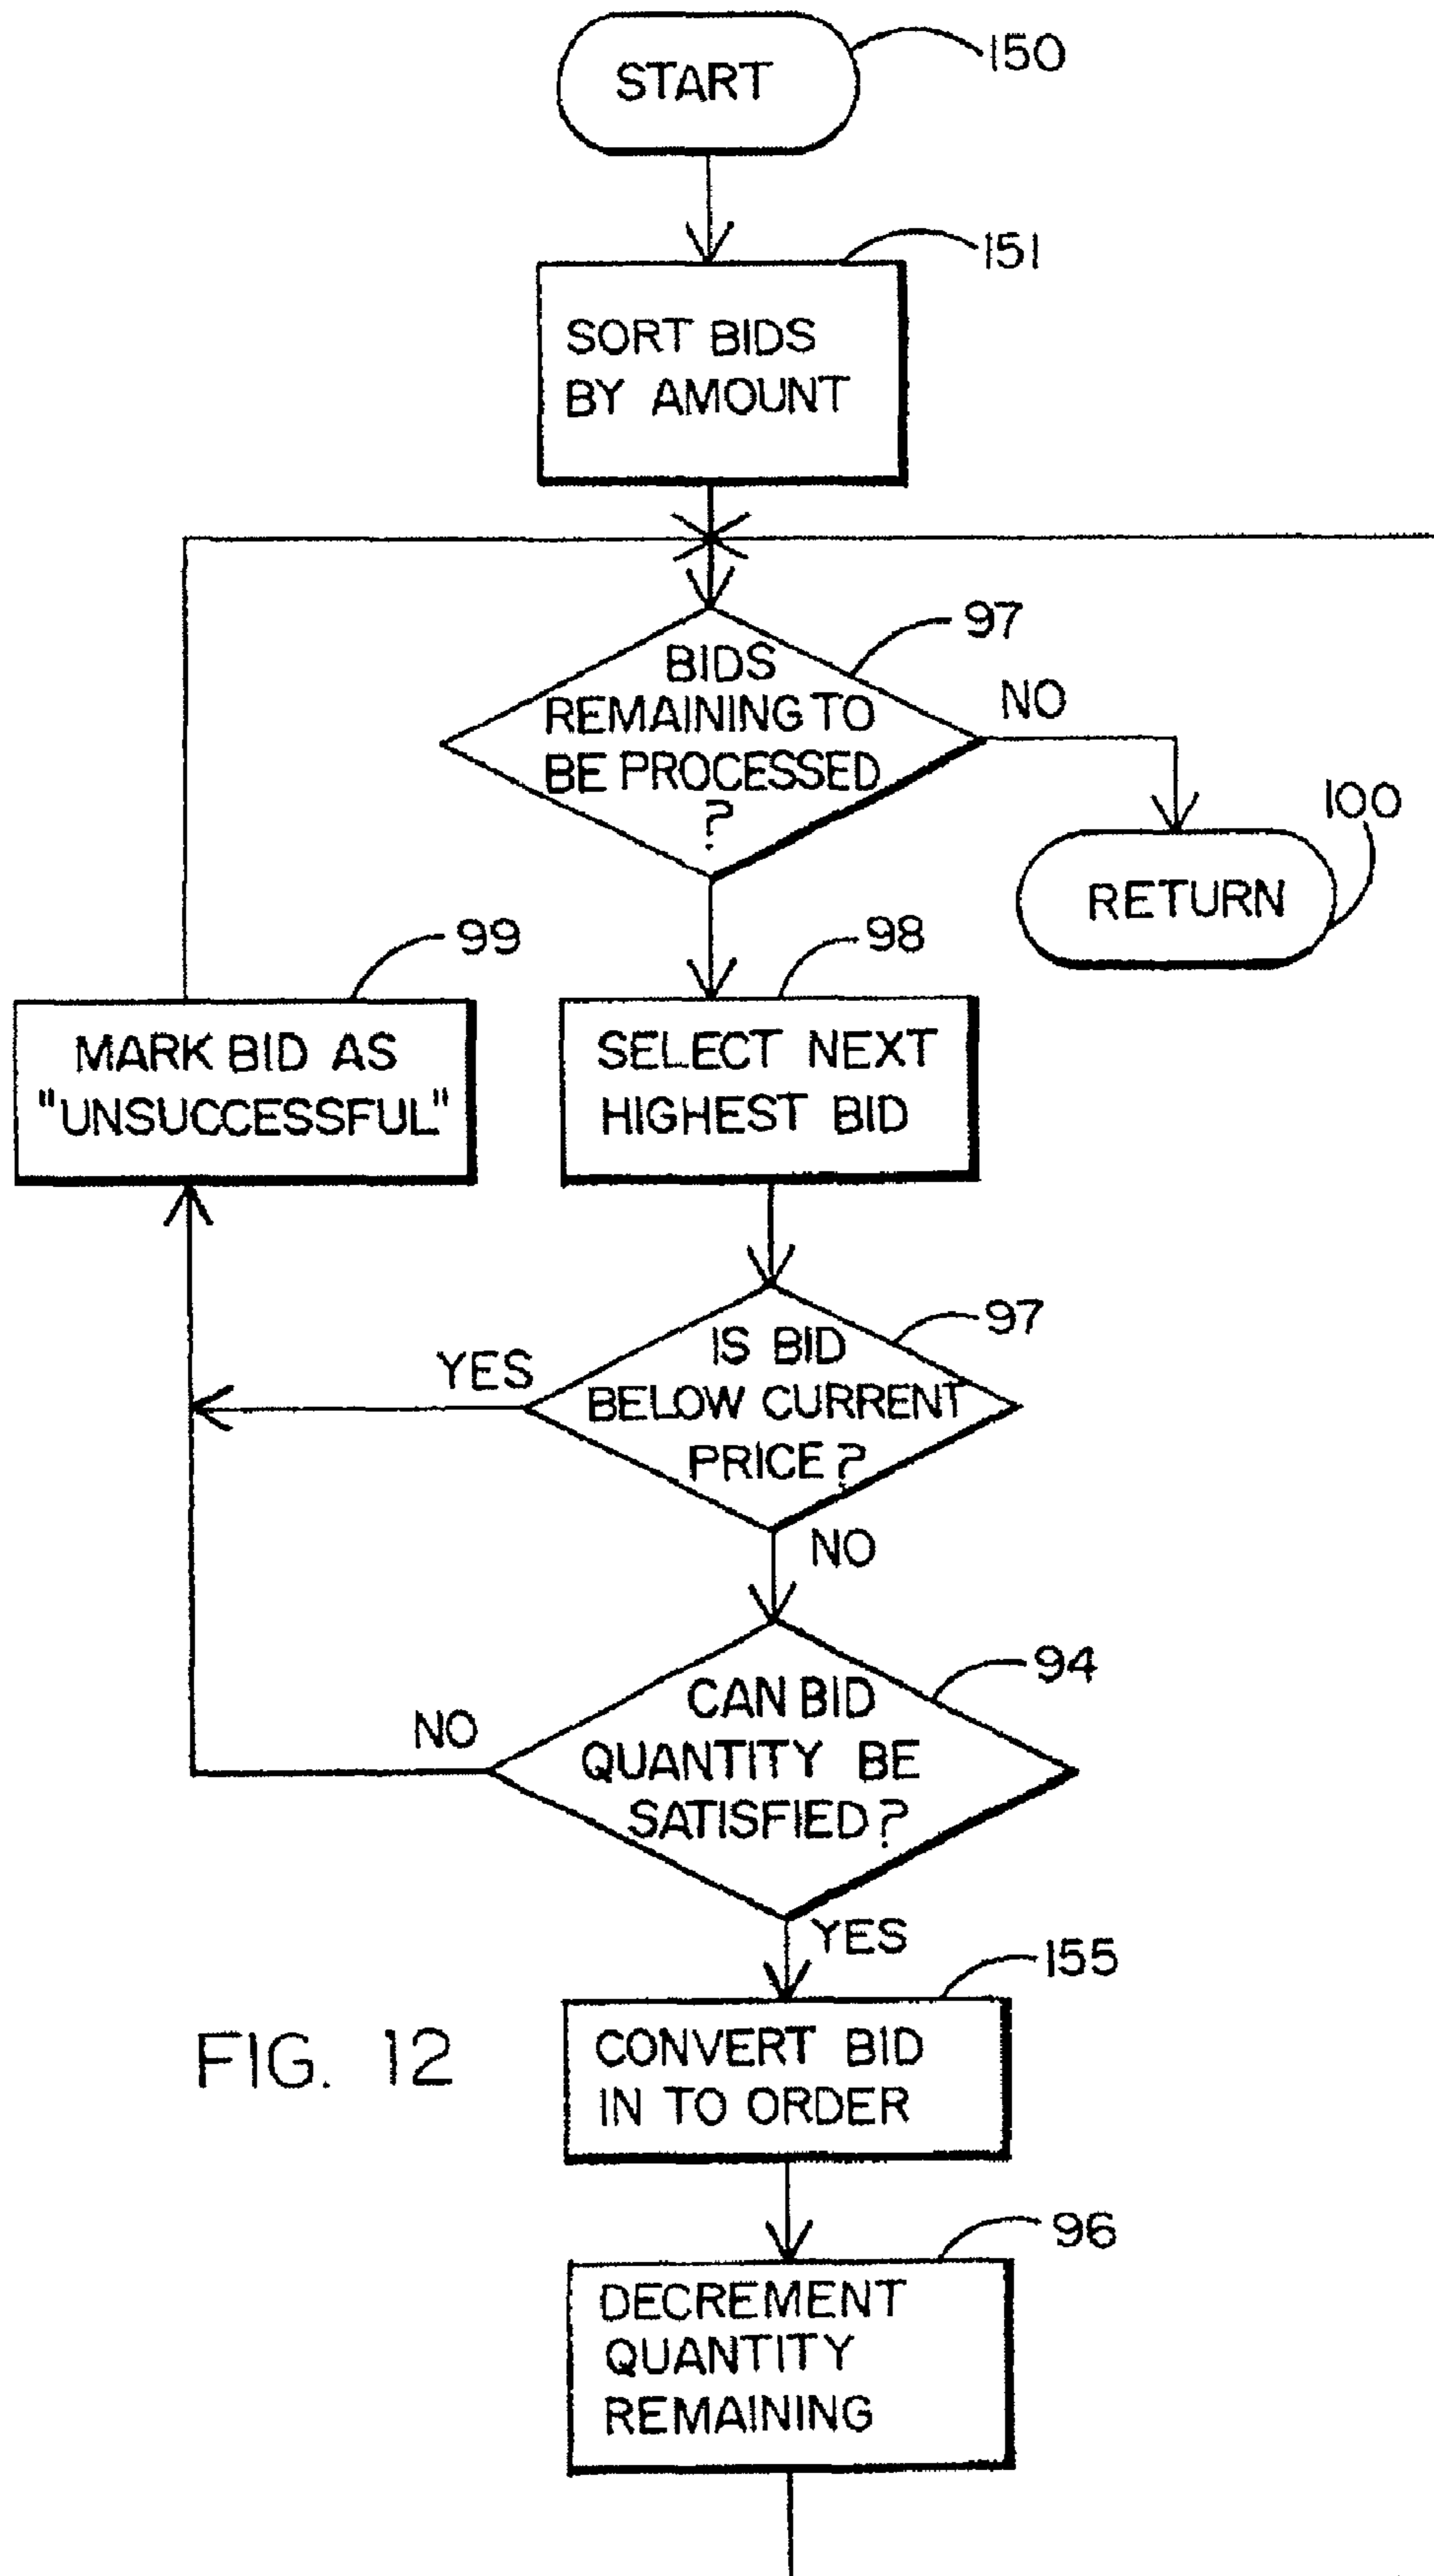 START
150
151
SORT BIDS
BY AMOUNT
97
BIDS
REMAINING TO
BE PROCESSED
?
NO
100
RETURN
99
98
MARK BID AS
"UNSUCCESSFUL"
SELECT NEXT
HIGHEST BID
97
IS BID
BELOW CURRENT
PRICE?
YES
NO
94
CAN BID
QUANTITY BE
SATISFIED?
NO
YES
155
CONVERT BID
IN TO ORDER
FIG. 12
96
DECREMENT
QUANTITY
REMAINING